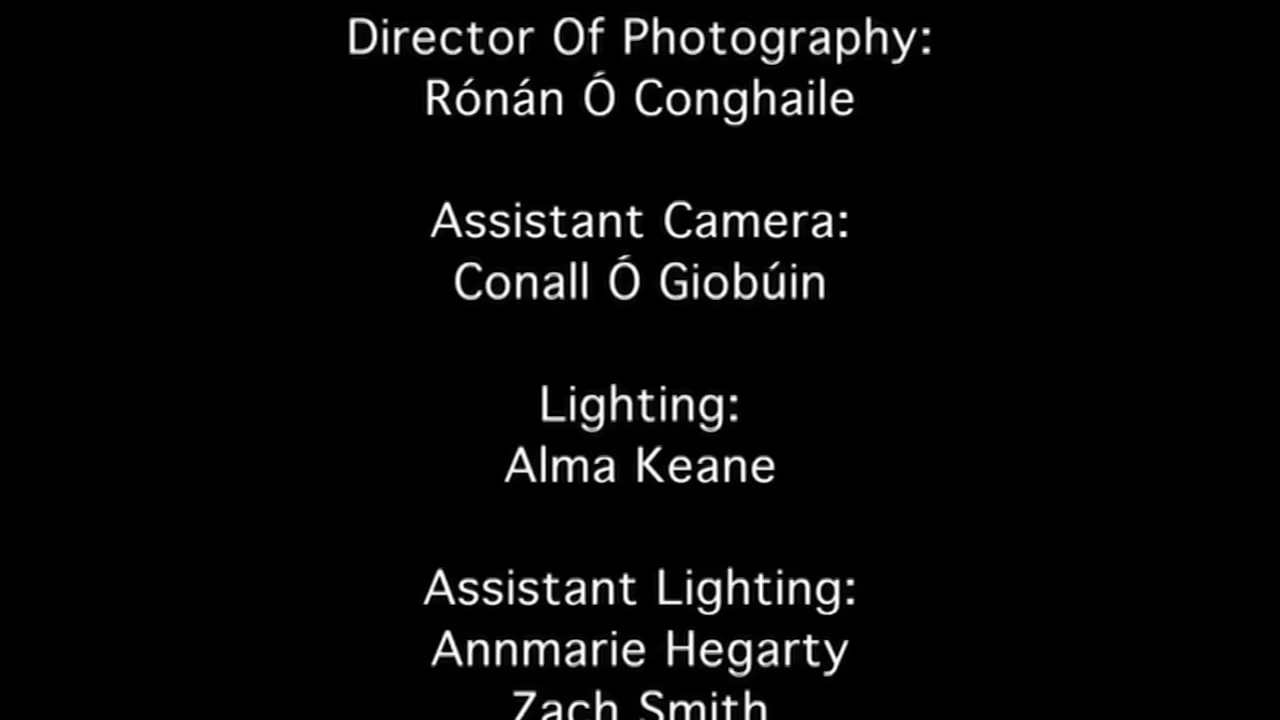 Director Of Photography:
Rónán Ó Conghaile
Assistant Camera:
Conall Ó Giobúin
Lighting:
Alma Keane
Assistant Lighting:
Annmarie Hegarty
Zach Smith